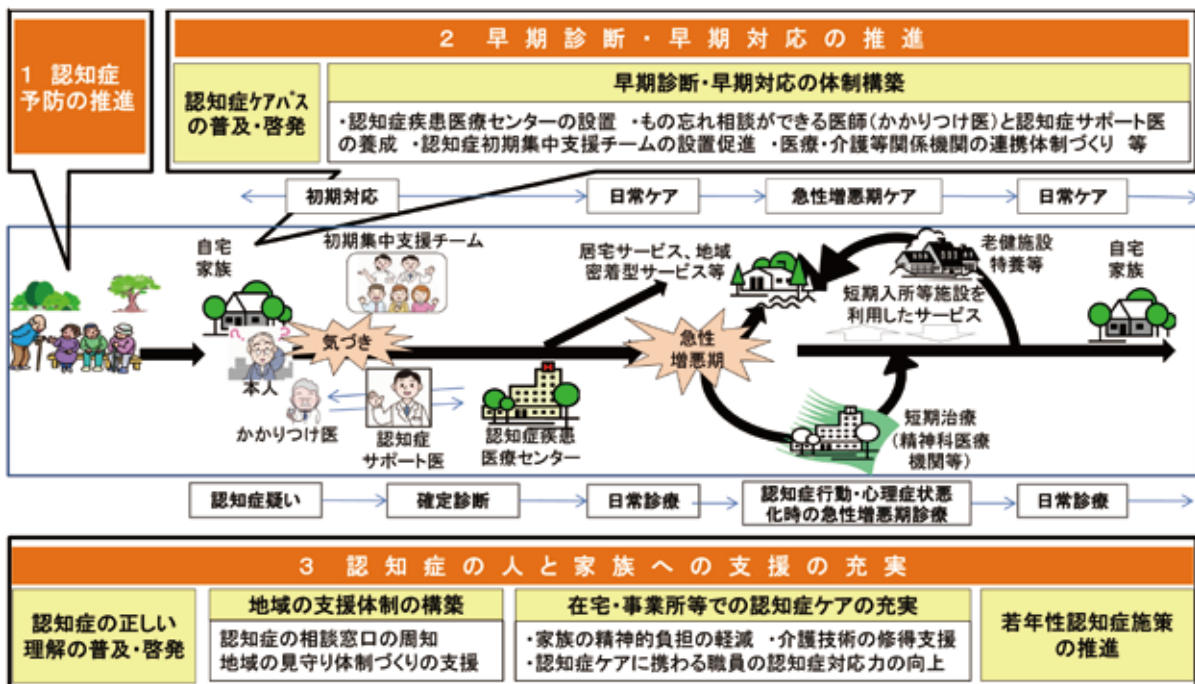 1 認知症
予防の推進
2 早期診断・早期対応の推進
認知症ケアパス
の普及・啓発
早期診断・早期対応の体制構築
・認知症疾患医療センターの設置 ・もの忘れ相談ができる医師(かかりつけ医)と認知症サポート医
の養成 ・認知症初期集中支援チームの設置促進 ・医療・介護等関係機関の連携体制づくり 等
初期対応
日常ケア
急性増悪期ケア
日常ケア
自宅
家族
初期集中支援チーム
居宅サービス、地域
密着型サービス等
老健施設
特養等
短期入所等施設を
利用したサービス
自宅
家族
気づき
急性
増悪期
本人
かかりつけ医
認知症
サポート医
認知症疾患
医療センター
短期治療
(精神科医療
機関等)
認知症疑い
確定診断
日常診療
認知症行動・心理症状悪
化時の急性増悪期診療
日常診療
3 認知症の人と家族への支援の充実
認知症の正しい
理解の普及・啓発
地域の支援体制の構築
認知症の相談窓口の周知
地域の見守り体制づくりの支援
在宅・事業所等での認知症ケアの充実
・家族の精神的負担の軽減 ・介護技術の修得支援
・認知症ケアに携わる職員の認知症対応力の向上
若年性認知症施策
の推進